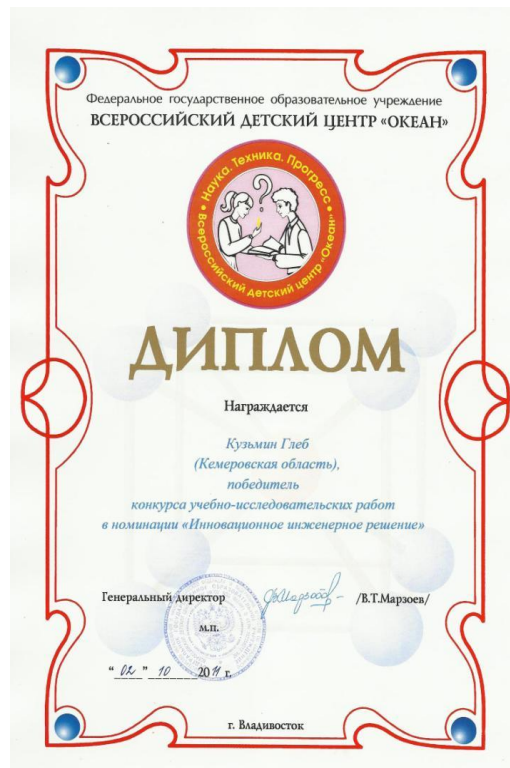 Федеральное государственное образовательное учреждение
ВСЕРОССИЙСКИЙ ДЕТСКИЙ ЦЕНТР «ОКЕАН»
• Наука. Техника. Прогресс •
Всероссийский детский центр "Океан"
ДИПЛОМ
Награждается
Кузьмин Глеб
(Кемеровская область),
победитель
конкурса учебно-исследовательских работ
в номинации «Инновационное инженерное решение»
Генеральный директор /В.Т.Марзоев/
м.п.
"02" 10 2011 г.
г. Владивосток